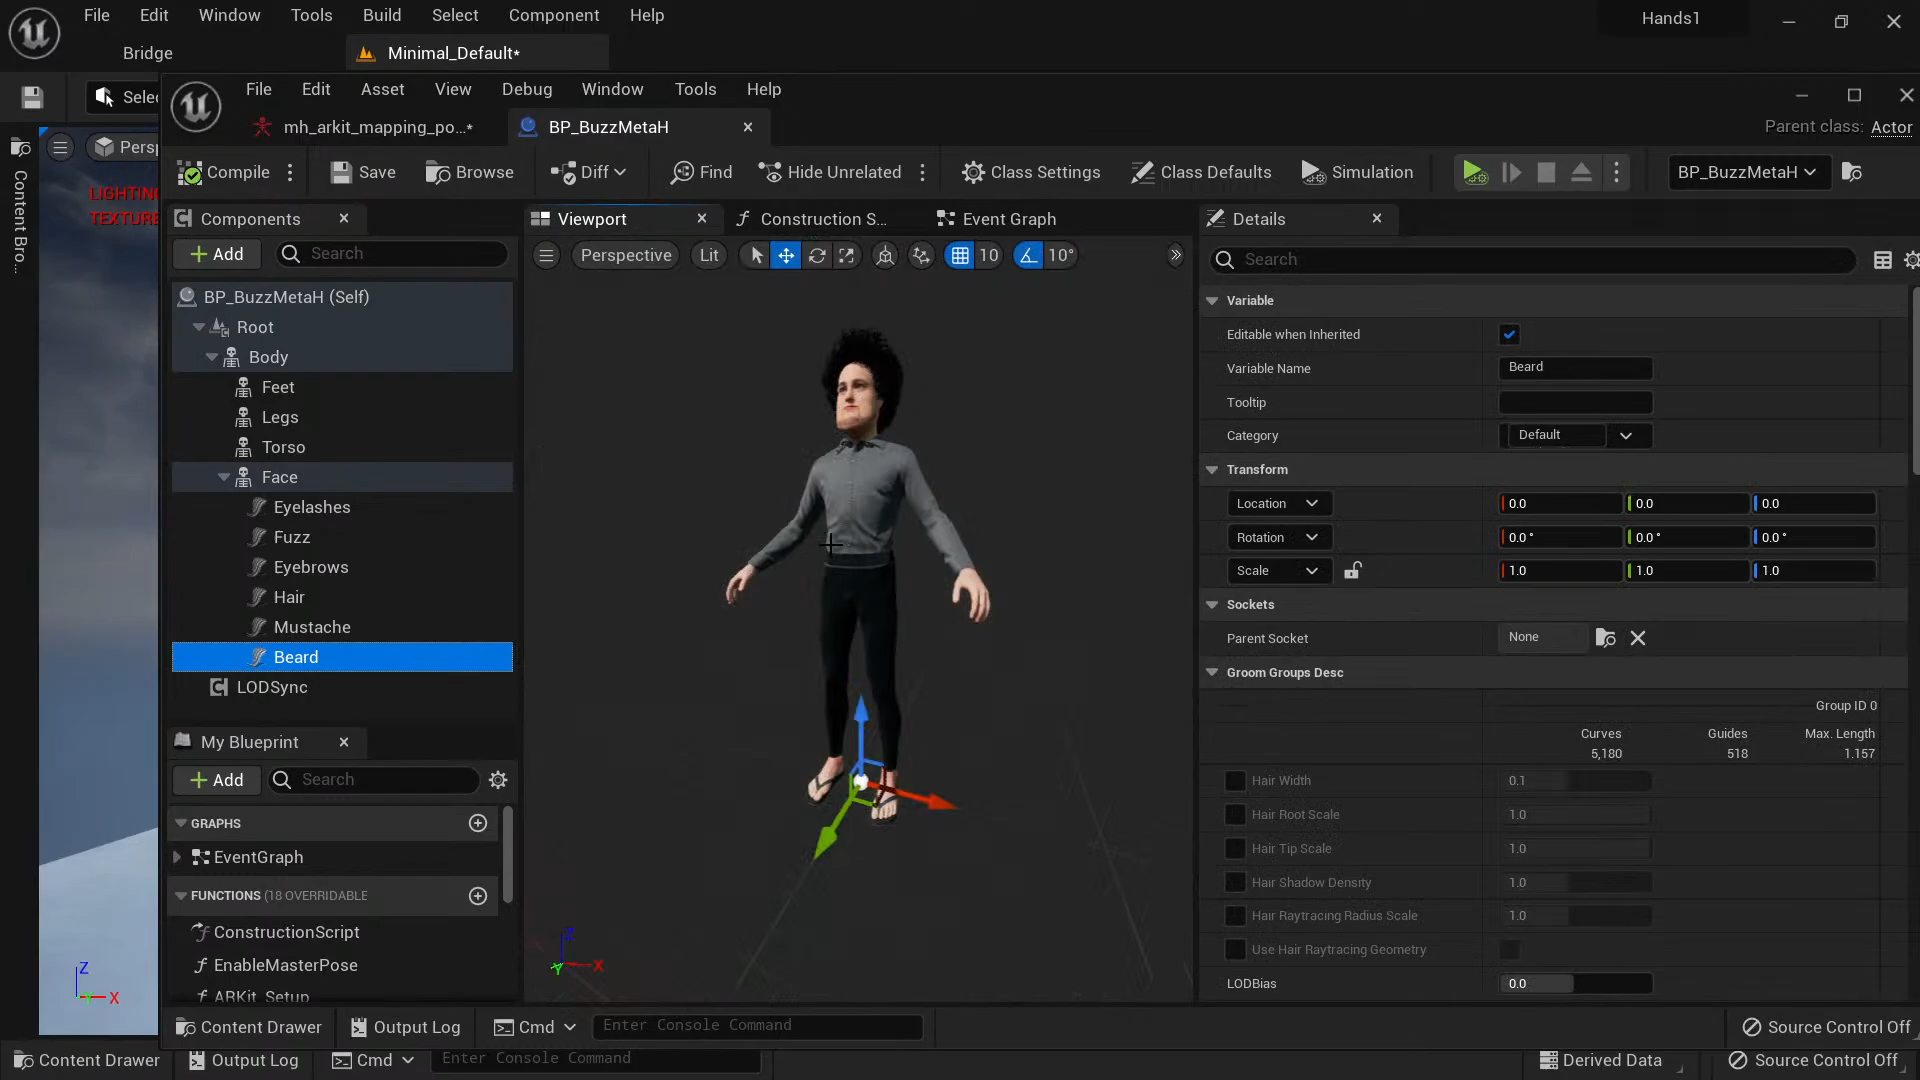 File Edit Window Tools Build Select Component Help
Hands1
Bridge
Minimal_Default*
File Edit Asset View Debug Window Tools Help
mh_arkit_mapping_po...*
BP_BuzzMetaH
Parent class: Actor
Compile
Save
Browse
Diff
Find
Hide Unrelated
Class Settings
Class Defaults
Simulation
BP_BuzzMetaH
Content Bro...
LIGHTING
TEXTURE
Components
Add
Search
BP_BuzzMetaH (Self)
Root
Body
Feet
Legs
Torso
Face
Eyelashes
Fuzz
Eyebrows
Hair
Mustache
Beard
LODSync
My Blueprint
Add
Search
GRAPHS
EventGraph
FUNCTIONS (18 OVERRIDABLE
ConstructionScript
EnableMasterPose
ARKit_Setup
Viewport
Construction S...
Event Graph
Perspective
Lit
10
10°
Z
X
Y
Z
X
Y
Details
Search
Variable
Editable when Inherited
Variable Name Beard
Tooltip
Category Default
Transform
Location 0.0 0.0 0.0
Rotation 0.0 ° 0.0 ° 0.0 °
Scale 1.0 1.0 1.0
Sockets
Parent Socket None
Groom Groups Desc
Group ID 0
Curves Guides Max. Length
5,180 518 1.157
Hair Width 0.1
Hair Root Scale 1.0
Hair Tip Scale 1.0
Hair Shadow Density 1.0
Hair Raytracing Radius Scale 1.0
Use Hair Raytracing Geometry
LODBias 0.0
Content Drawer
Output Log
Cmd
Enter Console Command
Source Control Off
Content Drawer
Output Log
Cmd
Enter Console Command
Derived Data
Source Control Off